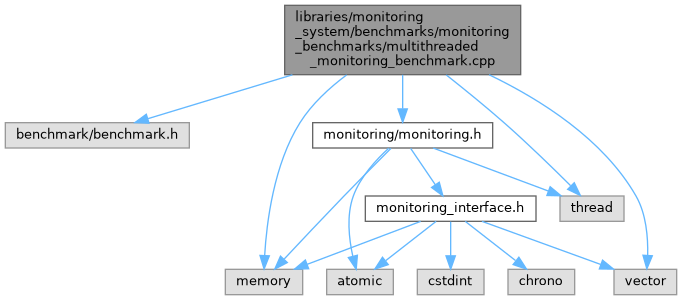 libraries/monitoring
_system/benchmarks/monitoring
_benchmarks/multithreaded
_monitoring_benchmark.cpp
benchmark/benchmark.h
monitoring/monitoring.h
monitoring_interface.h
thread
memory
atomic
cstdint
chrono
vector